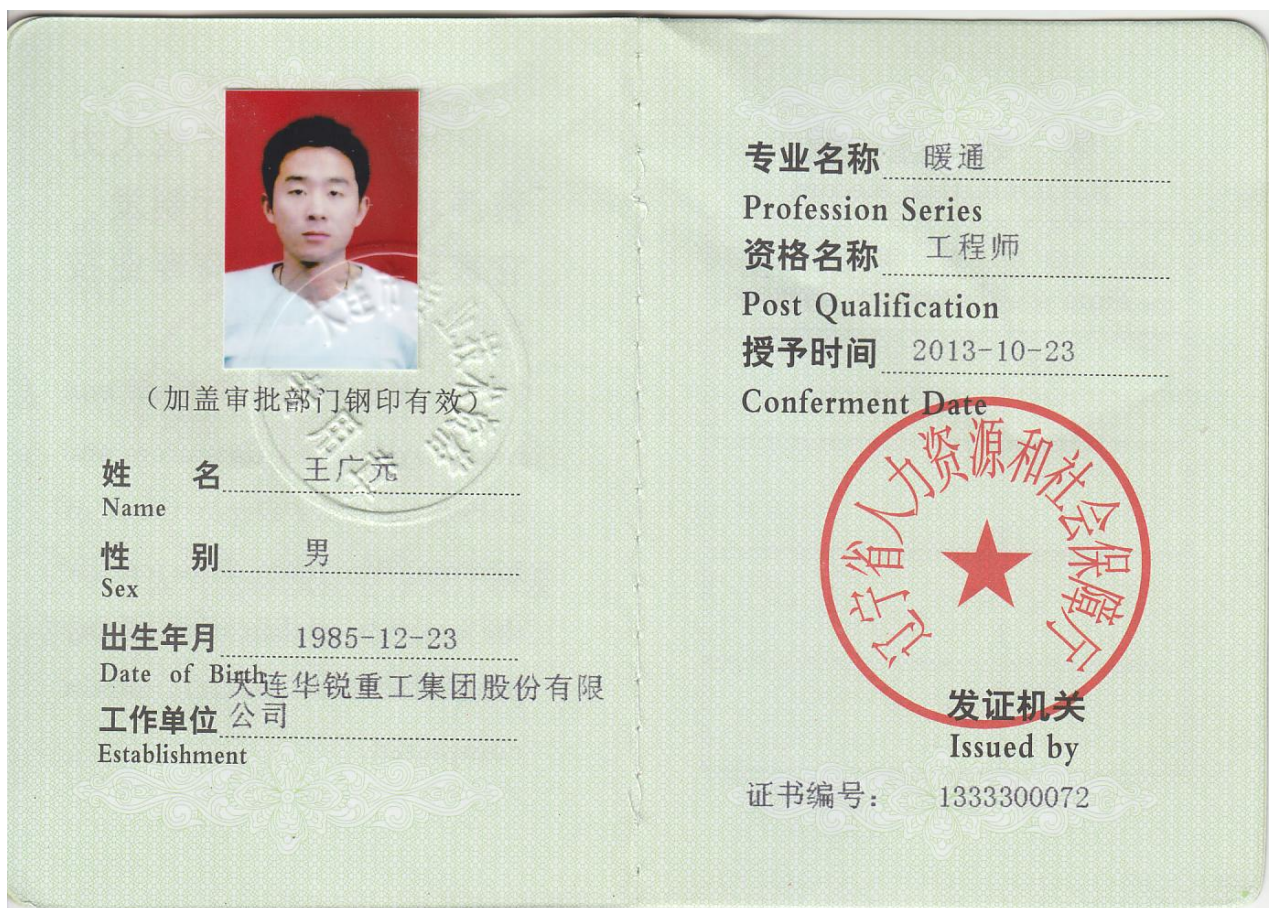 （加盖审批部门钢印有效）
姓 名 王广元
Name
性 别 男
Sex
出生年月 1985-12-23
Date of Birth
大连华锐重工集团股份有限
工作单位 公司
Establishment
专业名称 暖通
Profession Series
资格名称 工程师
Post Qualification
授予时间 2013-10-23
Conferment Date
辽宁省人力资源和社会保障厅
发证机关
Issued by
证书编号： 1333300072